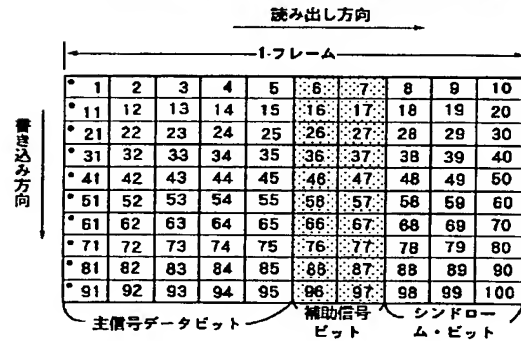 読み出し方向
1フレーム
書き込み方向
• 1 2 3 4 5 6 7 8 9 10
• 11 12 13 14 15 16 17 18 19 20
• 21 22 23 24 25 26 27 28 29 30
• 31 32 33 34 35 36 37 38 39 40
• 41 42 43 44 45 46 47 48 49 50
• 51 52 53 54 55 56 57 58 59 60
• 61 62 63 64 65 66 67 68 69 70
• 71 72 73 74 75 76 77 78 79 80
• 81 82 83 84 85 86 87 88 89 90
• 91 92 93 94 95 96 97 98 99 100
主信号データビット
補助信号
ビット
シンドロー
ム・ビット